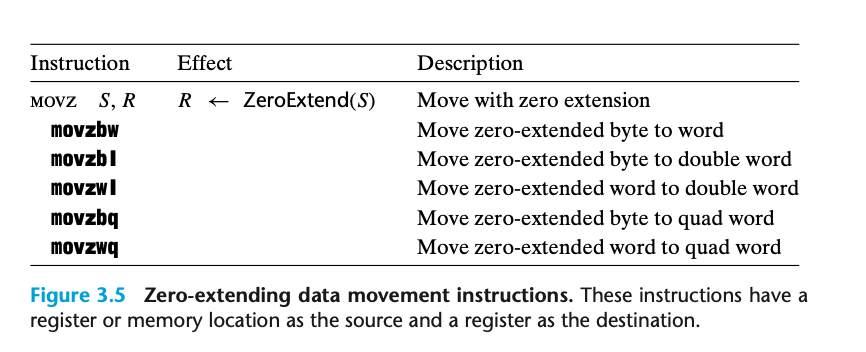 Instruction Effect Description
MOVZ S, R R ← ZeroExtend(S) Move with zero extension
movzbw Move zero-extended byte to word
movzbl Move zero-extended byte to double word
movzwl Move zero-extended word to double word
movzbq Move zero-extended byte to quad word
movzwq Move zero-extended word to quad word
Figure 3.5 Zero-extending data movement instructions. These instructions have a
register or memory location as the source and a register as the destination.